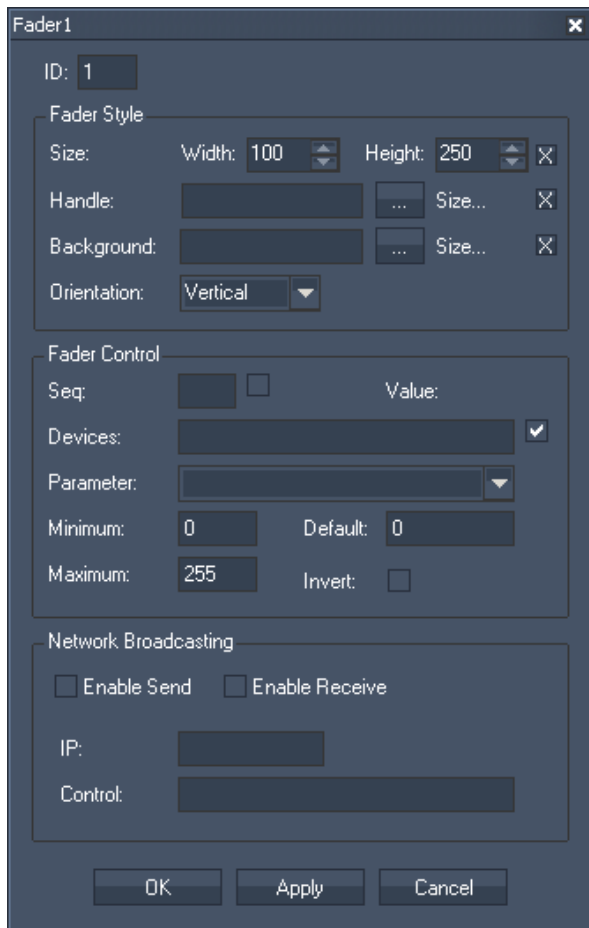 Fader1
ID: 1
Fader Style
Size: Width: 100 Height: 250 X
Handle: ... Size... X
Background: ... Size... X
Orientation: Vertical
Fader Control
Seq: Value:
Devices:
Parameter:
Minimum: 0 Default: 0
Maximum: 255 Invert:
Network Broadcasting
Enable Send Enable Receive
IP:
Control:
OK Apply Cancel